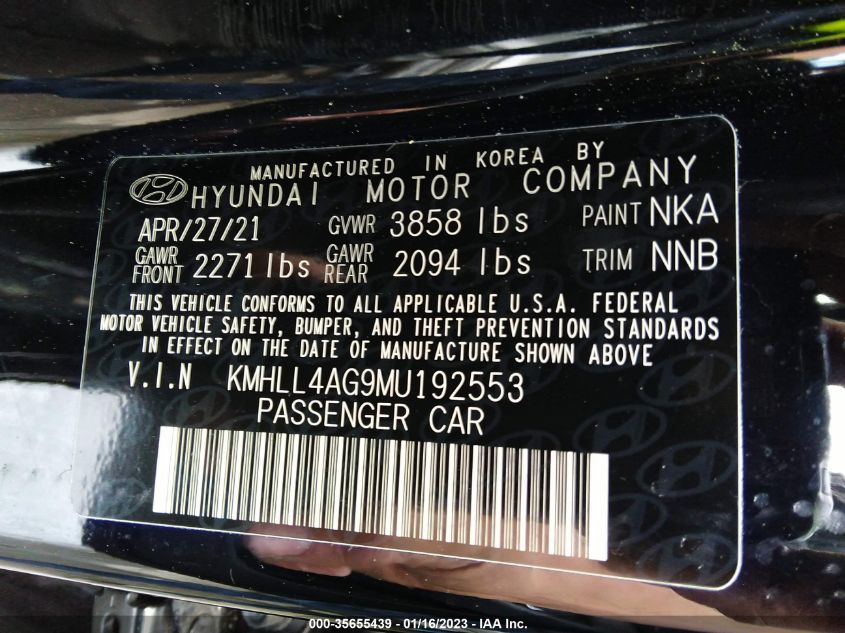 MANUFACTURED IN KOREA BY
HYUNDAI MOTOR COMPANY
APR/27/21 GVWR 3858 lbs PAINT NKA
GAWR FRONT 2271 lbs GAWR REAR 2094 lbs TRIM NNB
THIS VEHICLE CONFORMS TO ALL APPLICABLE U.S.A. FEDERAL
MOTOR VEHICLE SAFETY, BUMPER, AND THEFT PREVENTION STANDARDS
IN EFFECT ON THE DATE OF MANUFACTURE SHOWN ABOVE
V.I.N KMHLL4AG9MU192553
PASSENGER CAR
000-35655439 - 01/16/2023 - IAA Inc.